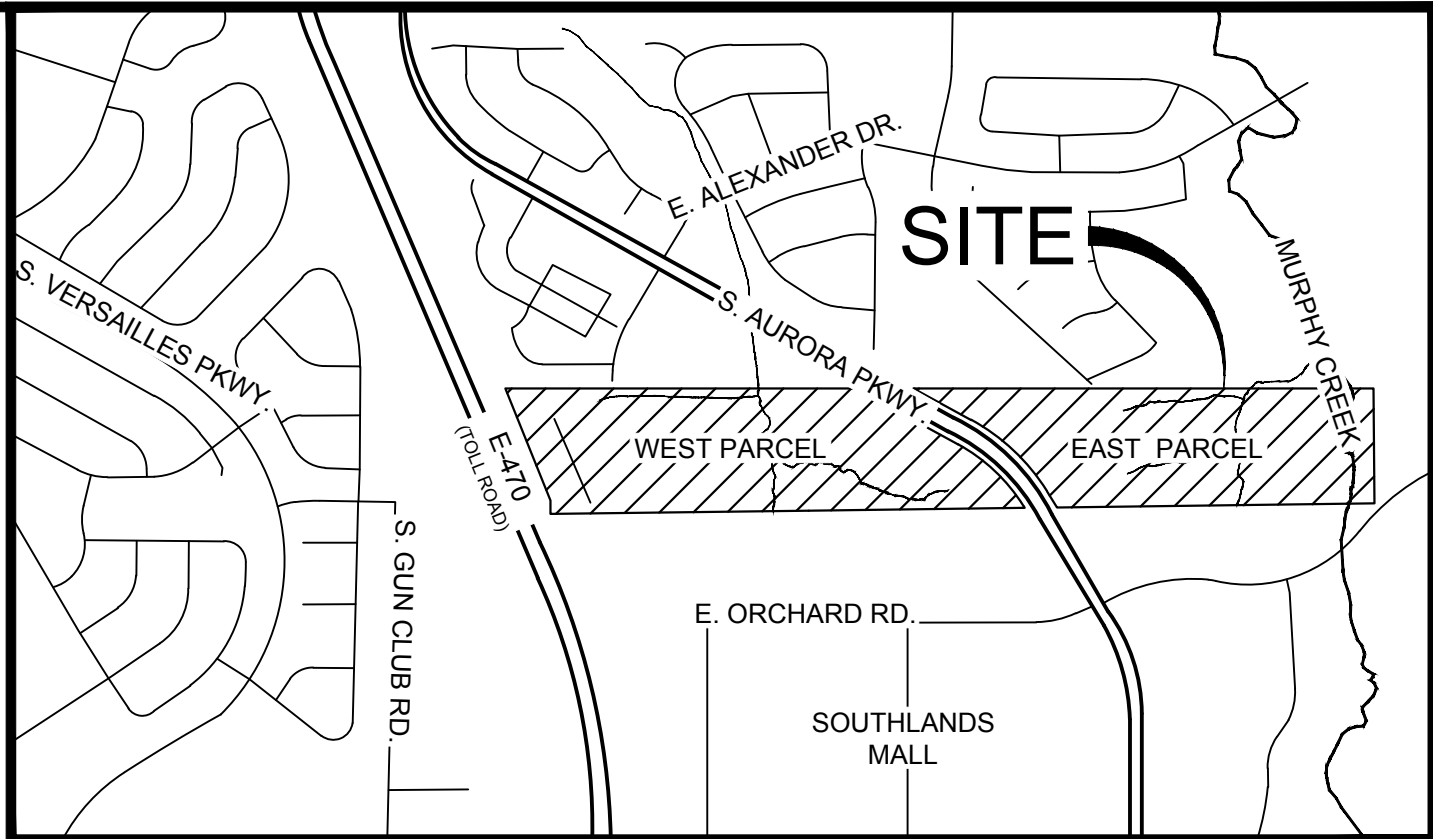 E. ALEXANDER DR.
SITE
MURPHY CREEK
S. VERSAILLES PKWY.
S. AURORA PKWY.
E-470
(TOLL ROAD)
WEST PARCEL
EAST PARCEL
S. GUN CLUB RD.
E. ORCHARD RD.
SOUTHLANDS
MALL